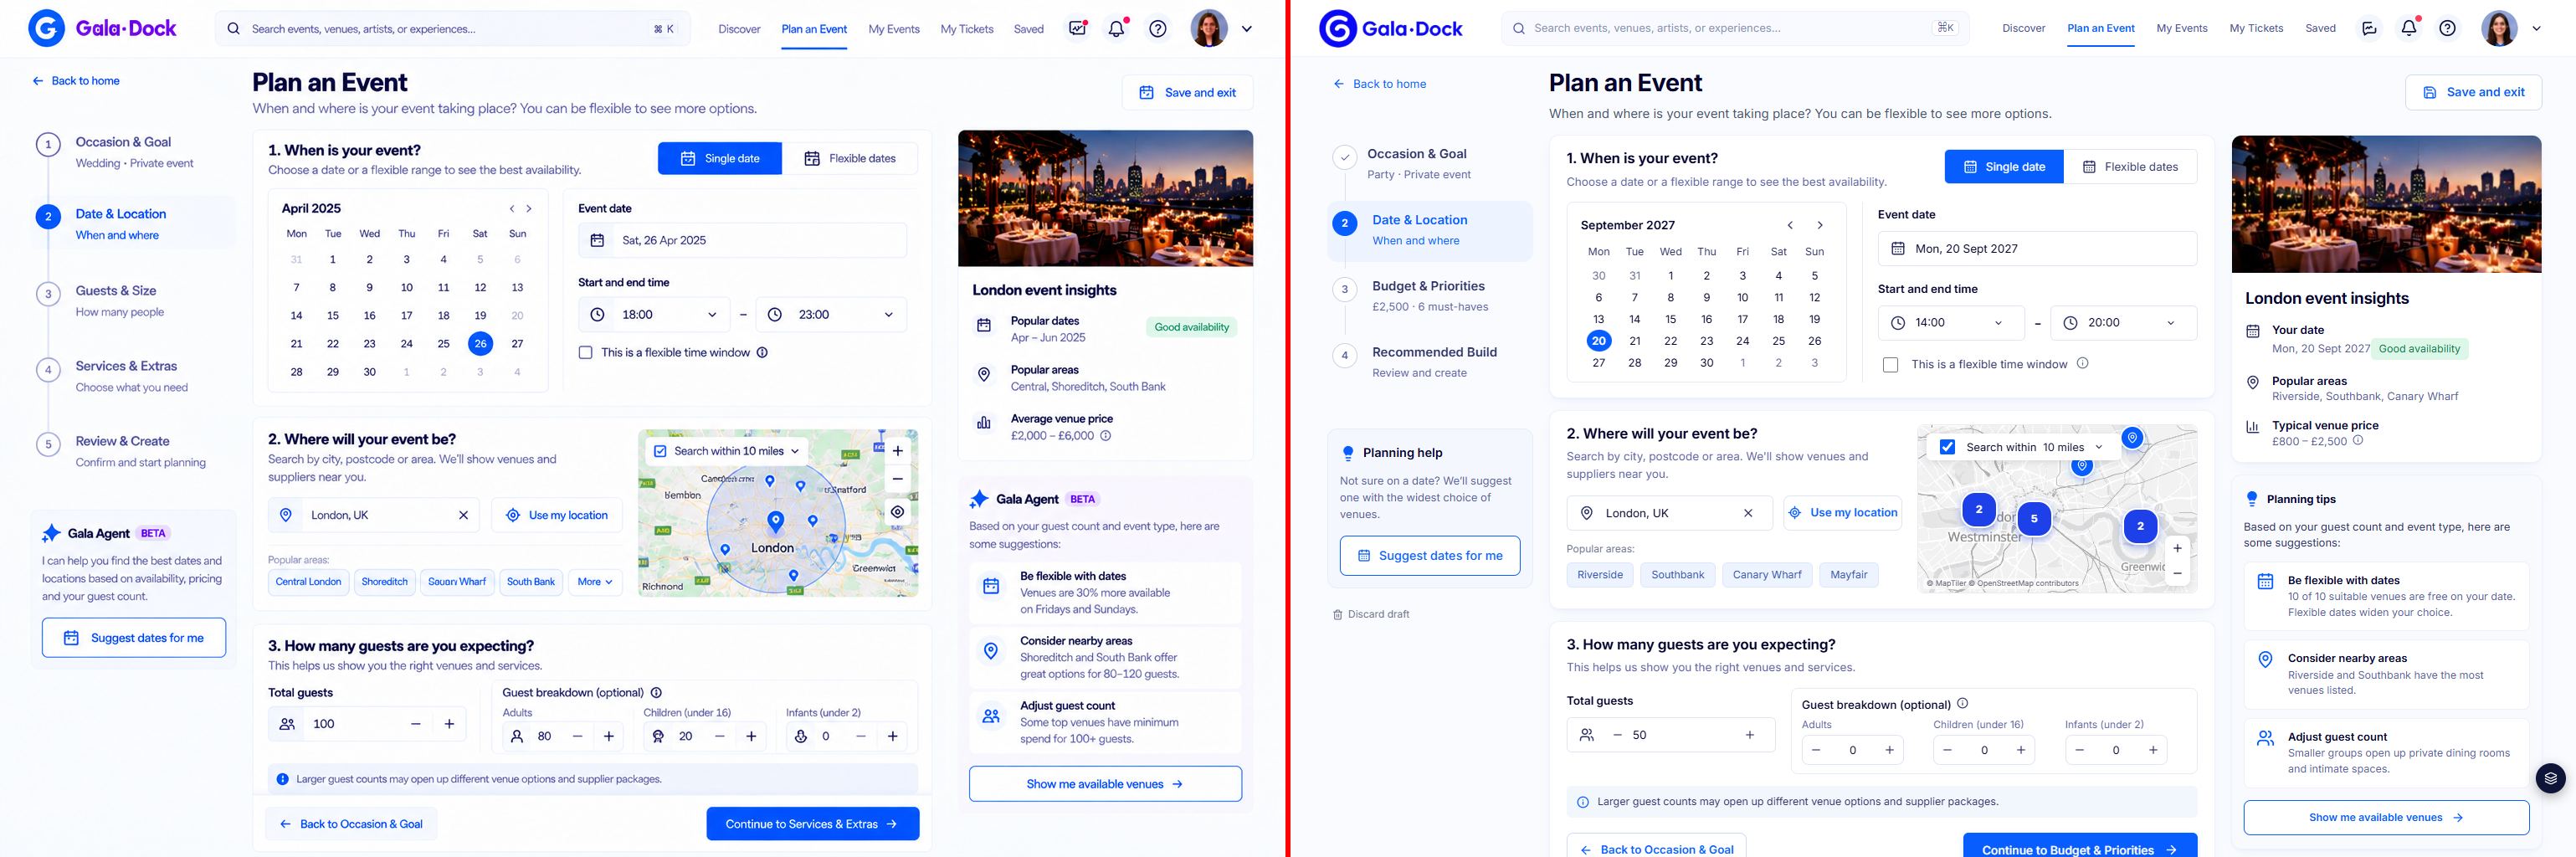 Gala·Dock
Search events, venues, artists, or experiences...
⌘ K
Discover
Plan an Event
My Events
My Tickets
Saved
Back to home
Plan an Event
When and where is your event taking place? You can be flexible to see more options.
Save and exit
1
Occasion & Goal
Wedding • Private event
2
Date & Location
When and where
3
Guests & Size
How many people
4
Services & Extras
Choose what you need
5
Review & Create
Confirm and start planning
Gala Agent BETA
I can help you find the best dates and
locations based on availability, pricing
and your guest count.
Suggest dates for me
1. When is your event?
Choose a date or a flexible range to see the best availability.
Single date
Flexible dates
April 2025
Mon Tue Wed Thu Fri Sat Sun
31 1 2 3 4 5 6
7 8 9 10 11 12 13
14 15 16 17 18 19 20
21 22 23 24 25 26 27
28 29 30 1 2 3 4
Event date
Sat, 26 Apr 2025
Start and end time
18:00 – 23:00
This is a flexible time window
2. Where will your event be?
Search by city, postcode or area. We'll show venues and
suppliers near you.
London, UK
Use my location
Popular areas:
Central London
Shoreditch
Sauary Wharf
South Bank
More
Search within 10 miles
London
Richmond
Greenwich
3. How many guests are you expecting?
This helps us show you the right venues and services.
Total guests
100 − +
Guest breakdown (optional)
Adults
80 − +
Children (under 16)
20 − +
Infants (under 2)
0 − +
Larger guest counts may open up different venue options and supplier packages.
Back to Occasion & Goal
Continue to Services & Extras
London event insights
Popular dates
Apr – Jun 2025
Good availability
Popular areas
Central, Shoreditch, South Bank
Average venue price
£2,000 – £6,000
Gala Agent BETA
Based on your guest count and event type, here are
some suggestions:
Be flexible with dates
Venues are 30% more available
on Fridays and Sundays.
Consider nearby areas
Shoreditch and South Bank offer
great options for 80–120 guests.
Adjust guest count
Some top venues have minimum
spend for 100+ guests.
Show me available venues
Gala·Dock
Search events, venues, artists, or experiences...
⌘K
Discover
Plan an Event
My Events
My Tickets
Saved
Back to home
Plan an Event
When and where is your event taking place? You can be flexible to see more options.
Save and exit
Occasion & Goal
Party · Private event
2
Date & Location
When and where
3
Budget & Priorities
£2,500 · 6 must-haves
4
Recommended Build
Review and create
Planning help
Not sure on a date? We'll suggest
one with the widest choice of
venues.
Suggest dates for me
Discard draft
1. When is your event?
Choose a date or a flexible range to see the best availability.
Single date
Flexible dates
September 2027
Mon Tue Wed Thu Fri Sat Sun
30 31 1 2 3 4 5
6 7 8 9 10 11 12
13 14 15 16 17 18 19
20 21 22 23 24 25 26
27 28 29 30 1 2 3
Event date
Mon, 20 Sept 2027
Start and end time
14:00 – 20:00
This is a flexible time window
2. Where will your event be?
Search by city, postcode or area. We'll show venues and
suppliers near you.
London, UK
Use my location
Popular areas:
Riverside
Southbank
Canary Wharf
Mayfair
Search within 10 miles
2
5
2
Westminster
Greenwic
+
−
© MapTiler © OpenStreetMap contributors
3. How many guests are you expecting?
This helps us show you the right venues and services.
Total guests
− 50 +
Guest breakdown (optional)
Adults
− 0 +
Children (under 16)
− 0 +
Infants (under 2)
− 0 +
Larger guest counts may open up different venue options and supplier packages.
Back to Occasion & Goal
Continue to Budget & Priorities
London event insights
Your date
Mon, 20 Sept 2027 Good availability
Popular areas
Riverside, Southbank, Canary Wharf
Typical venue price
£800 – £2,500
Planning tips
Based on your guest count and event type, here are
some suggestions:
Be flexible with dates
10 of 10 suitable venues are free on your date.
Flexible dates widen your choice.
Consider nearby areas
Riverside and Southbank have the most
venues listed.
Adjust guest count
Smaller groups open up private dining rooms
and intimate spaces.
Show me available venues